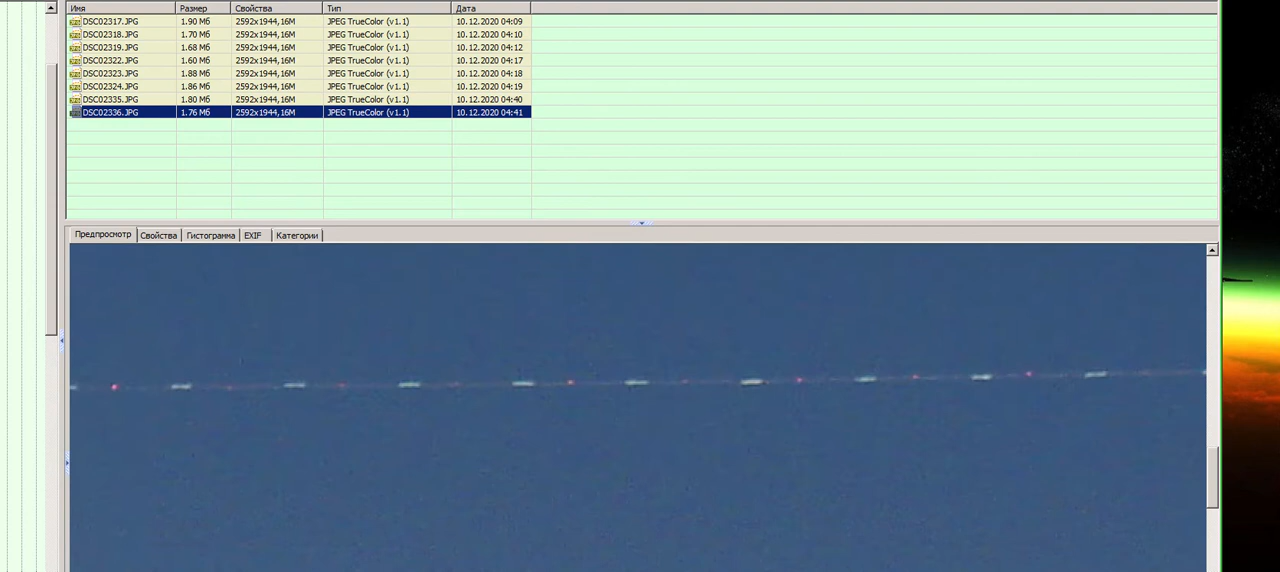 Имя Размер Свойства Тип Дата
DSC02317.JPG 1.90 Мб 2592x1944,16M JPEG TrueColor (v1.1) 10.12.2020 04:09
DSC02318.JPG 1.70 Мб 2592x1944,16M JPEG TrueColor (v1.1) 10.12.2020 04:10
DSC02319.JPG 1.68 Мб 2592x1944,16M JPEG TrueColor (v1.1) 10.12.2020 04:12
DSC02322.JPG 1.60 Мб 2592x1944,16M JPEG TrueColor (v1.1) 10.12.2020 04:17
DSC02323.JPG 1.88 Мб 2592x1944,16M JPEG TrueColor (v1.1) 10.12.2020 04:18
DSC02324.JPG 1.86 Мб 2592x1944,16M JPEG TrueColor (v1.1) 10.12.2020 04:19
DSC02335.JPG 1.80 Мб 2592x1944,16M JPEG TrueColor (v1.1) 10.12.2020 04:40
DSC02336.JPG 1.76 Мб 2592x1944,16M JPEG TrueColor (v1.1) 10.12.2020 04:41
Предпросмотр Свойства Гистограмма EXIF Категории